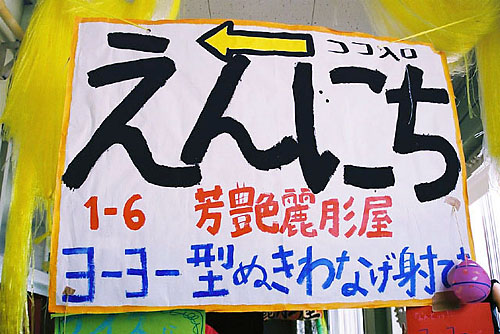 ココ入口
えんにち
1-6 芳艶麗形屋
ヨーヨー型ぬきわなげ射て